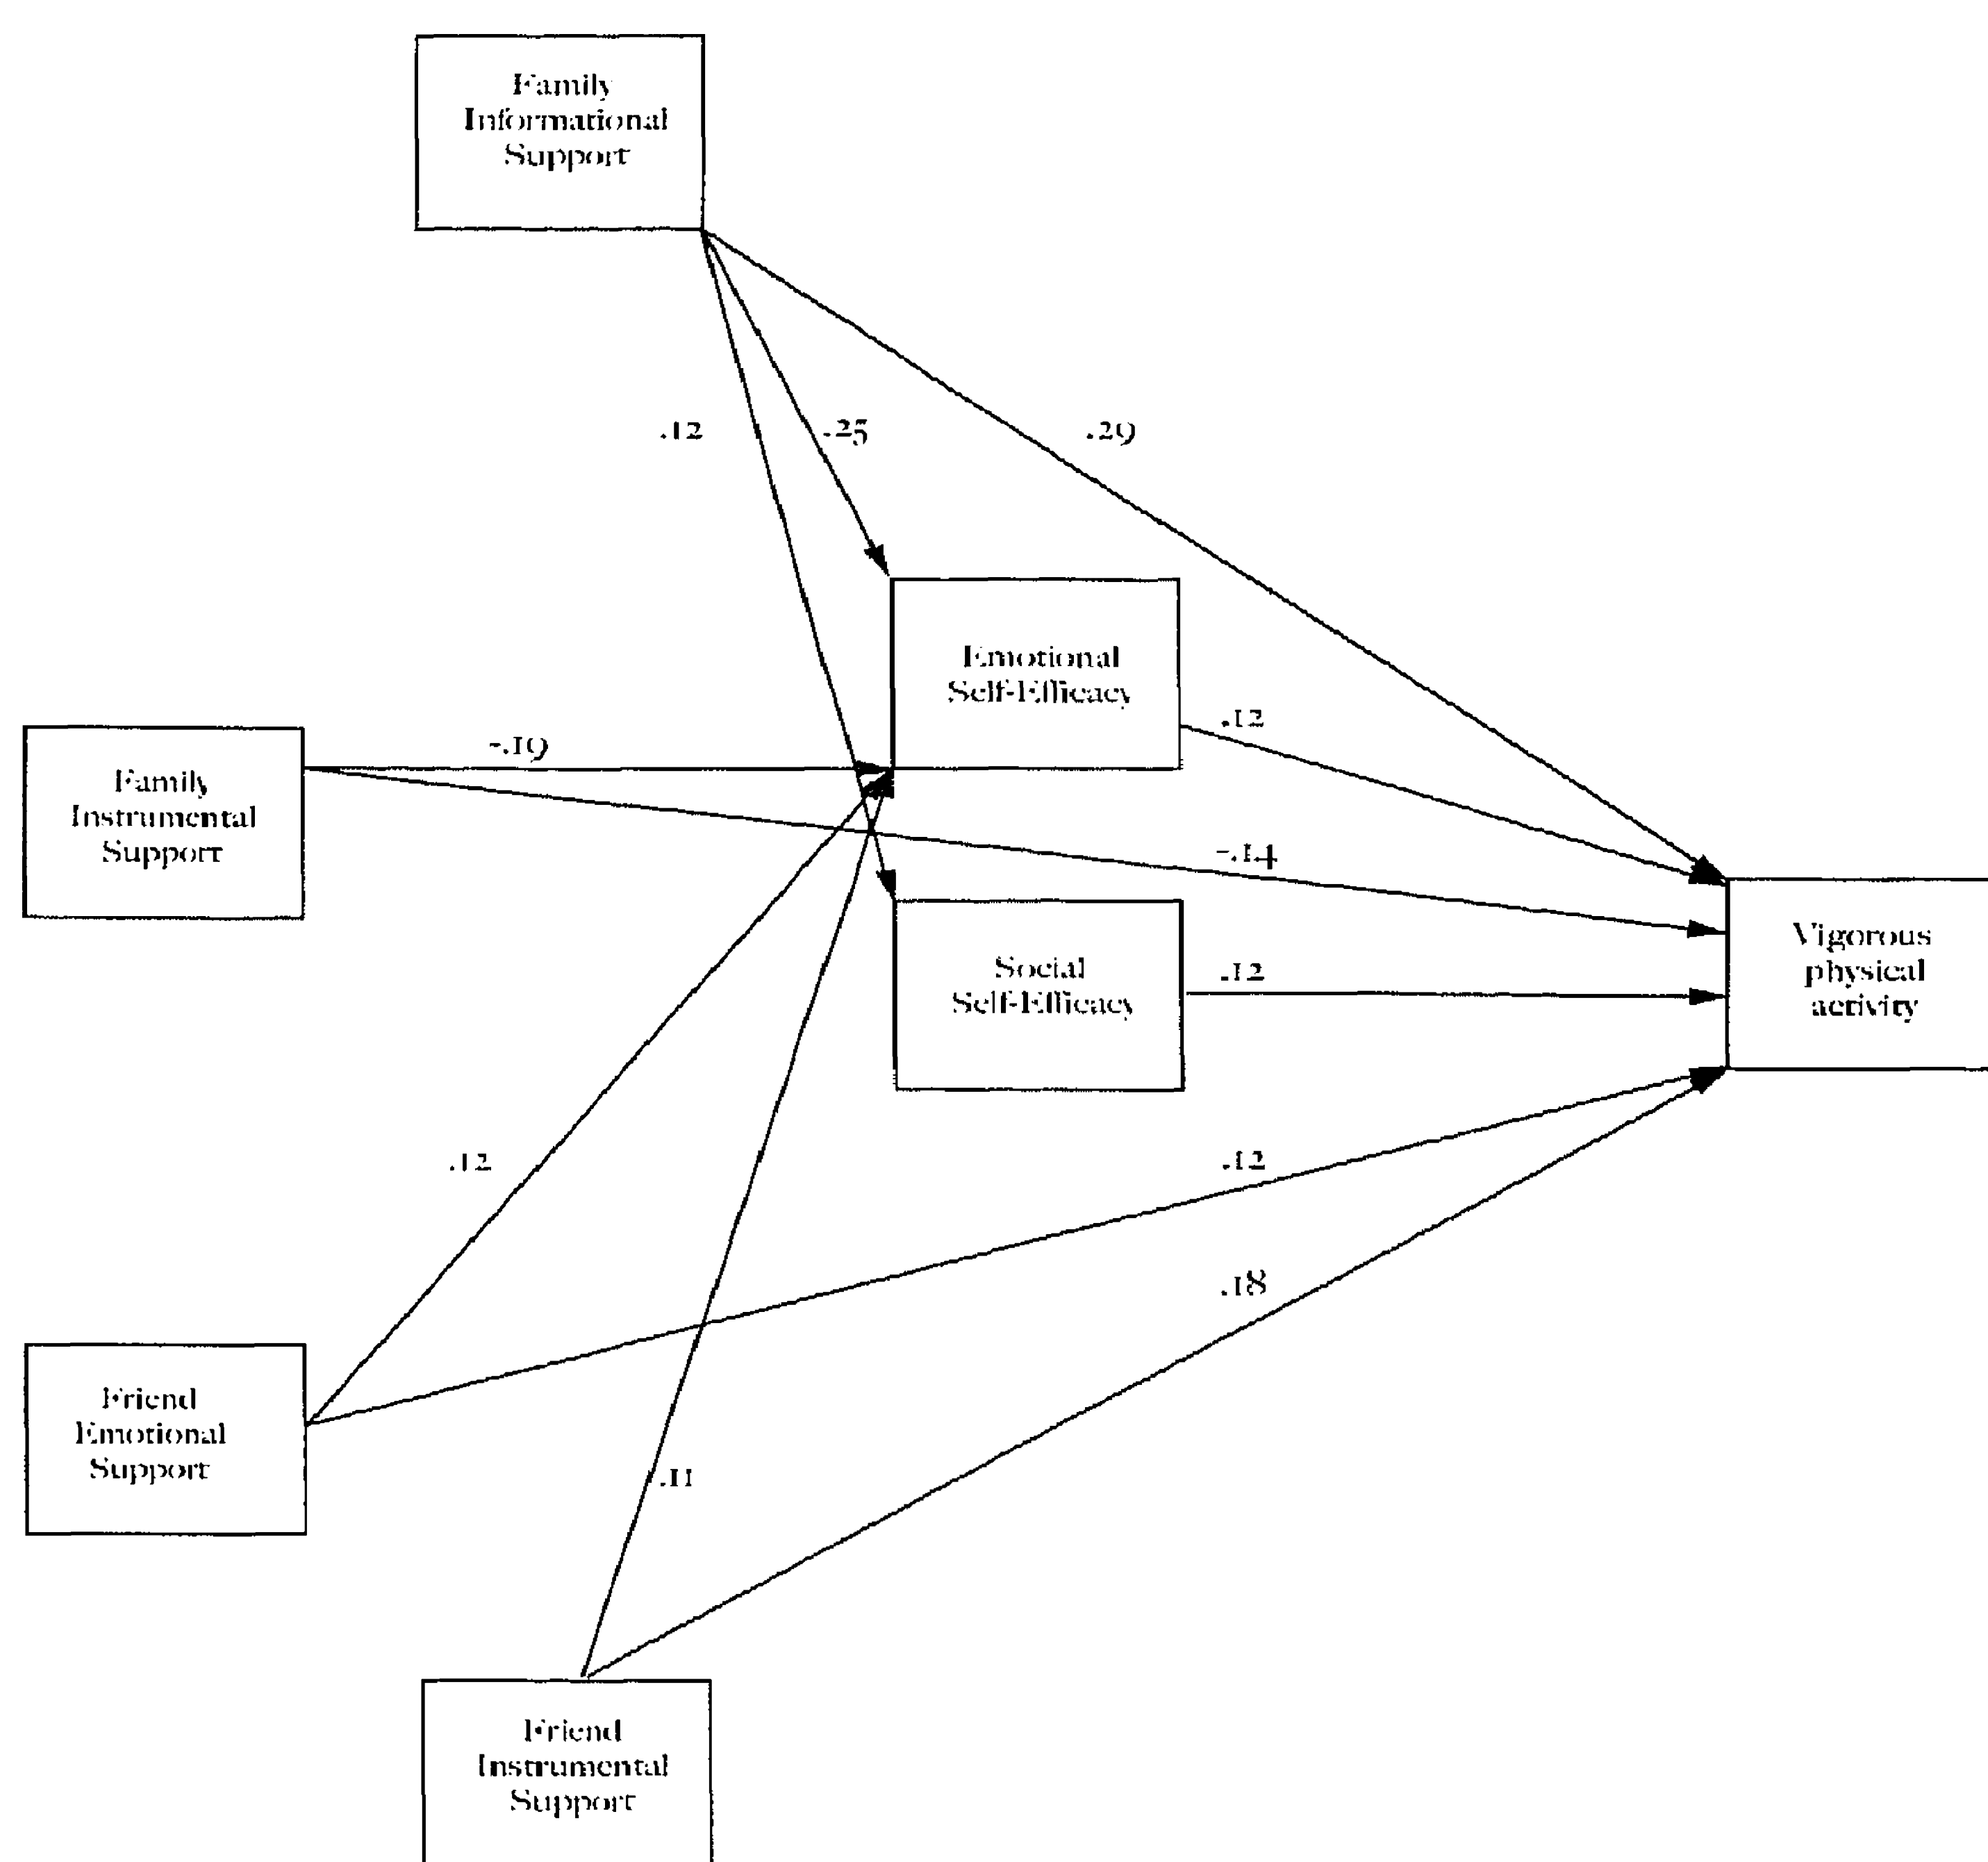 Family
Informational
Support
.12
.25
.29
Emotional
Self-Efficacy
.12
-.19
Family
Instrumental
Support
-.14
Social
Self-Efficacy
.12
Vigorous
physical
activity
.12
.12
.18
Friend
Emotional
Support
.11
Friend
Instrumental
Support